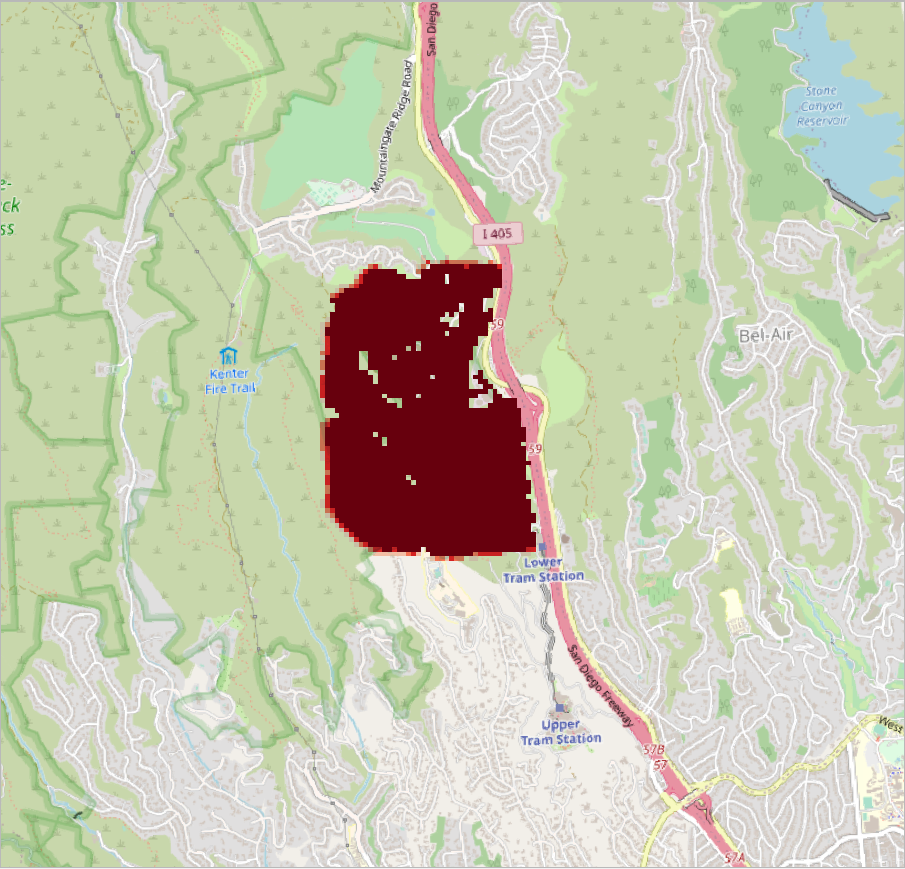 San Diego
Mountaingate Ridge Road
Stone
Canyon
Reservoir
e-
ck
ss
I 405
59
Bel-Air
Kenter
Fire Trail
59
Lower
Tram Station
San Diego Freeway
Upper
Tram Station
West
57B
57
57A